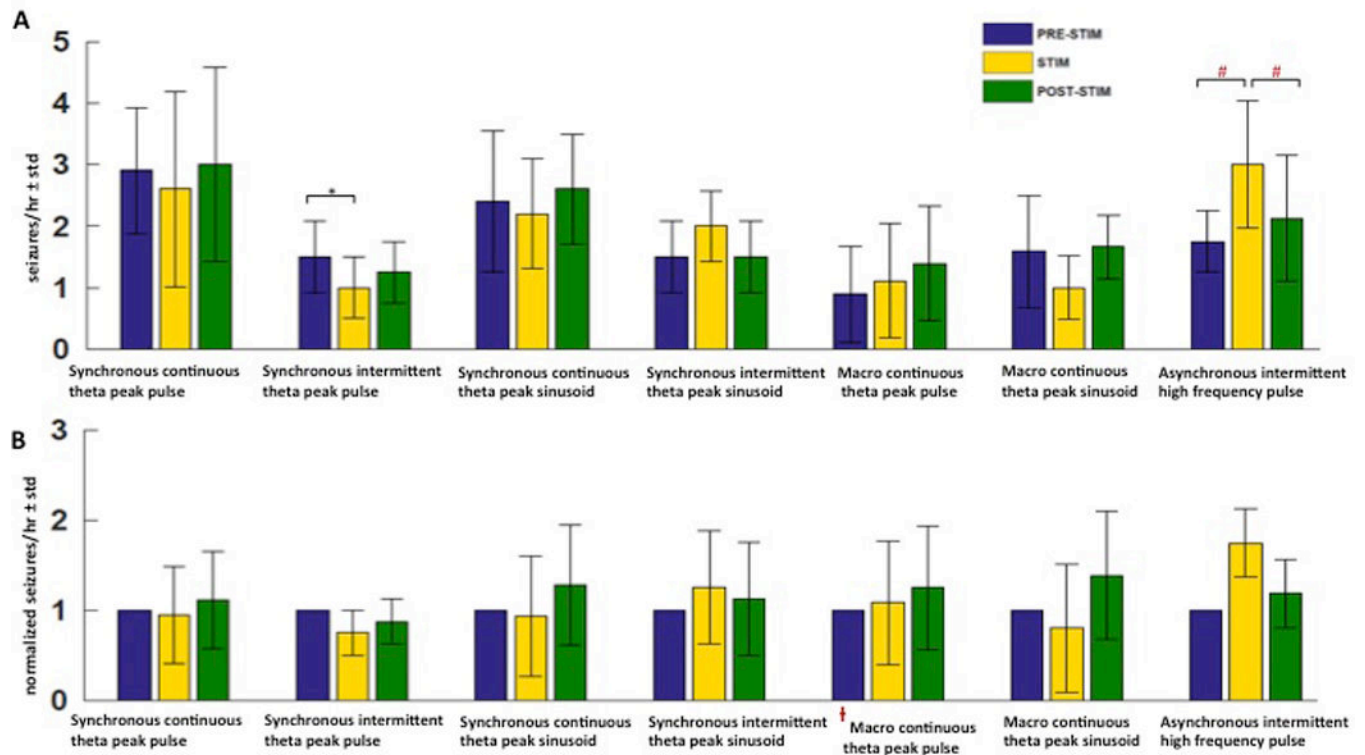 A
5
4
3
2
1
0
seizures/hr ± std
PRE-STIM
STIM
POST-STIM
*
# #
Synchronous continuous
theta peak pulse
Synchronous intermittent
theta peak pulse
Synchronous continuous
theta peak sinusoid
Synchronous intermittent
theta peak sinusoid
Macro continuous
theta peak pulse
Macro continuous
theta peak sinusoid
Asynchronous intermittent
high frequency pulse
B
3
2
1
0
normalized seizures/hr ± std
Synchronous continuous
theta peak pulse
Synchronous intermittent
theta peak pulse
Synchronous continuous
theta peak sinusoid
Synchronous intermittent
theta peak sinusoid
† Macro continuous
theta peak pulse
Macro continuous
theta peak sinusoid
Asynchronous intermittent
high frequency pulse